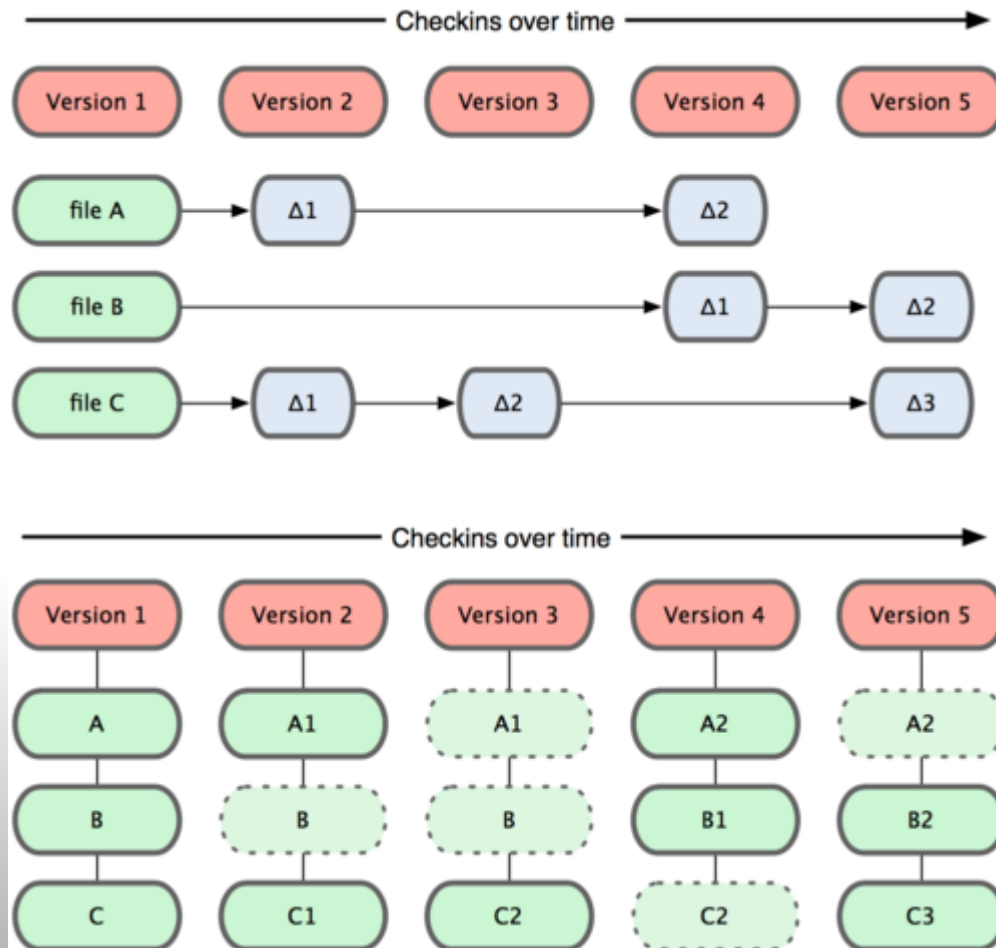 Checkins over time
Version 1 Version 2 Version 3 Version 4 Version 5
file A Δ1 Δ2
file B Δ1 Δ2
file C Δ1 Δ2 Δ3
Checkins over time
Version 1 Version 2 Version 3 Version 4 Version 5
A A1 A1 A2 A2
B B B B1 B2
C C1 C2 C2 C3